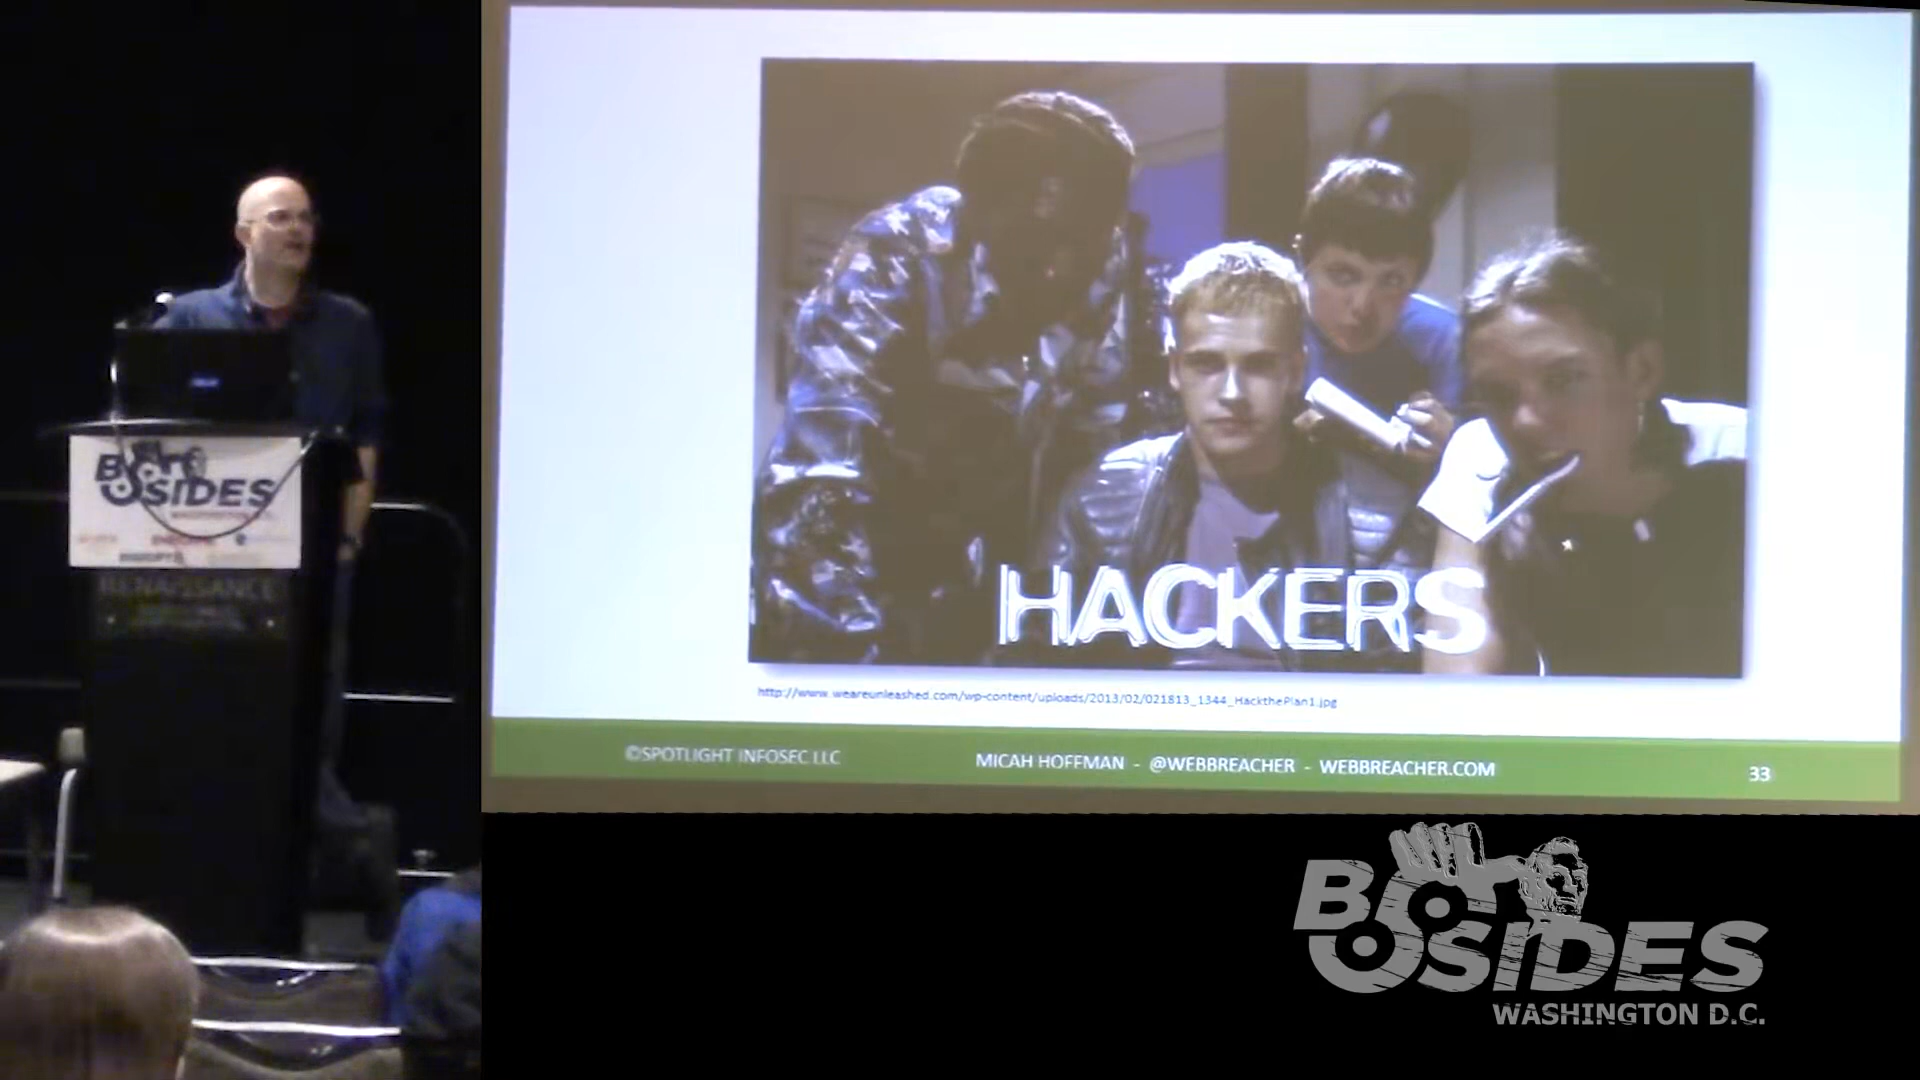 HACKERS
http://www.weareunleashed.com/wp-content/uploads/2013/02/021813_1344_HackthePlan1.jpg
©SPOTLIGHT INFOSEC LLC
MICAH HOFFMAN - @WEBBREACHER - WEBBREACHER.COM
33
BSIDES
RENAISSANCE
BSIDES
WASHINGTON D.C.